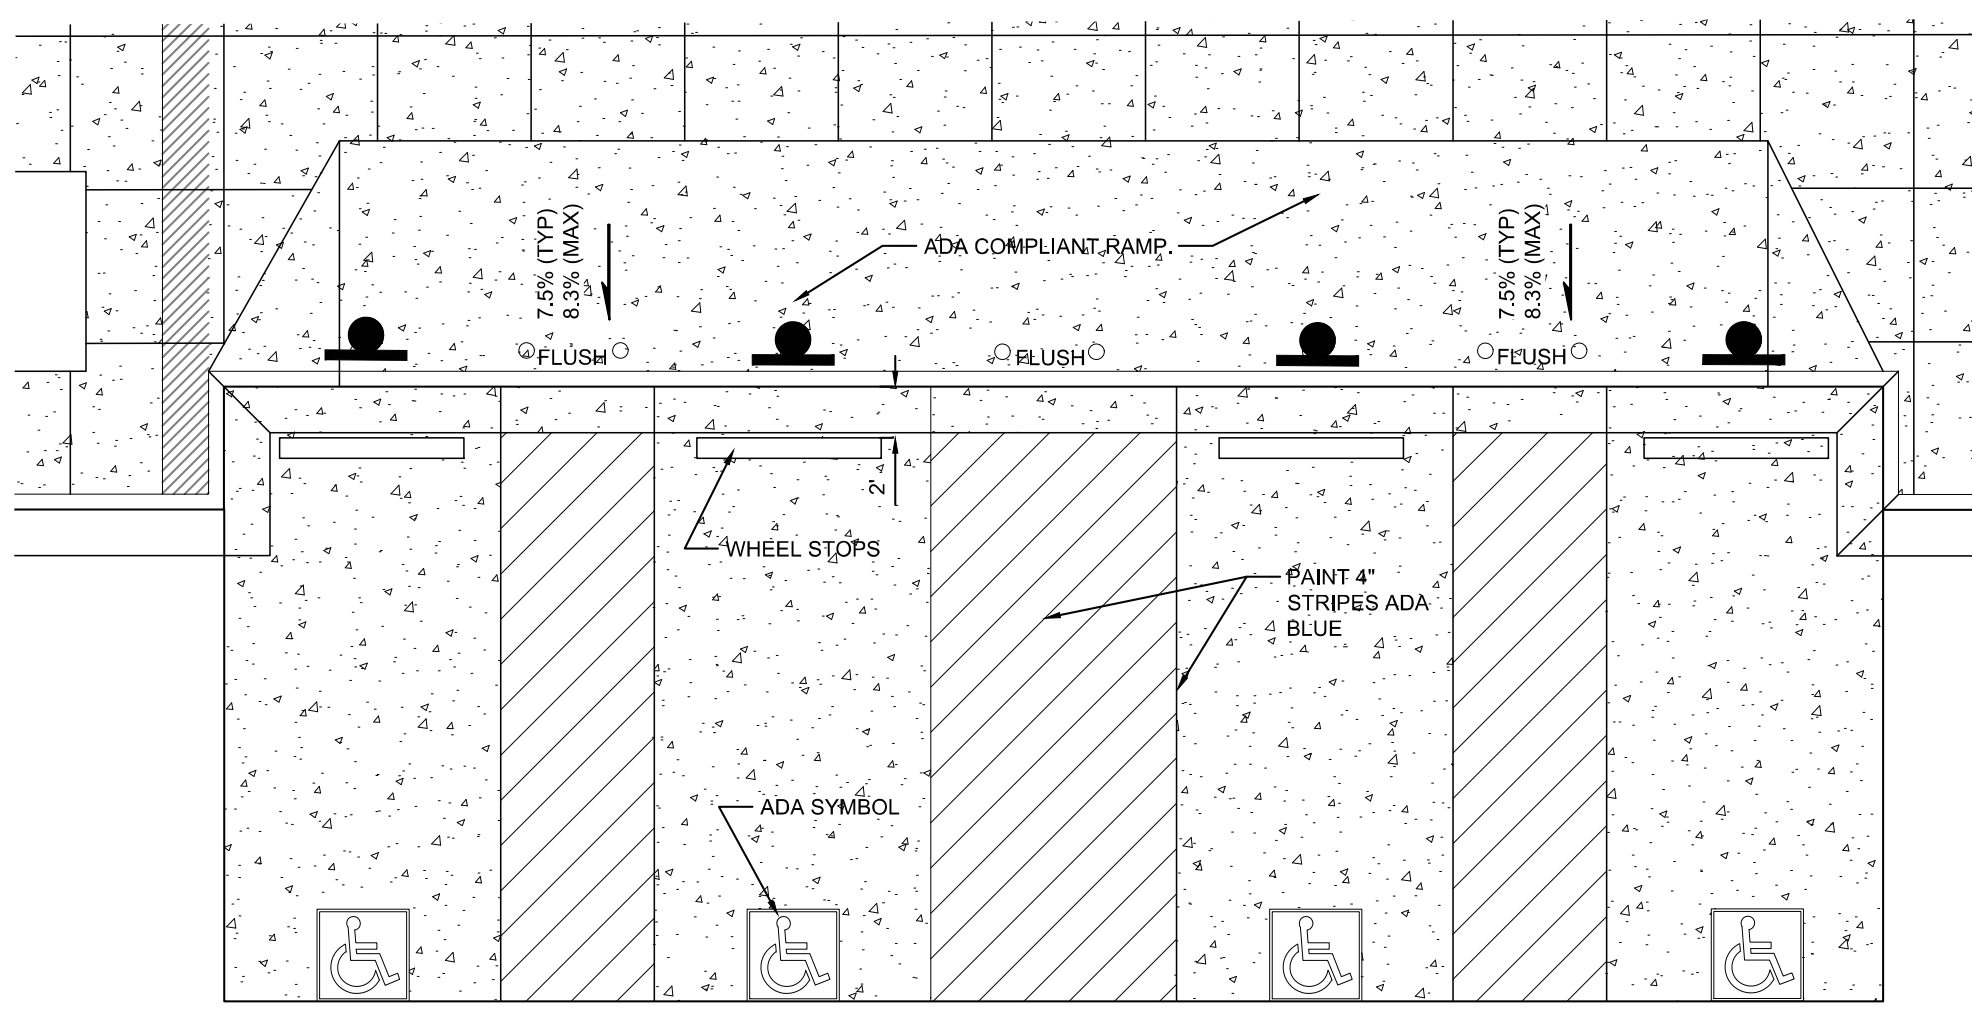 7.5% (TYP)
8.3% (MAX)
ADA COMPLIANT RAMP.
7.5% (TYP)
8.3% (MAX)
FLUSH
FLUSH
FLUSH
2'
WHEEL STOPS
PAINT 4"
STRIPES ADA
BLUE
ADA SYMBOL